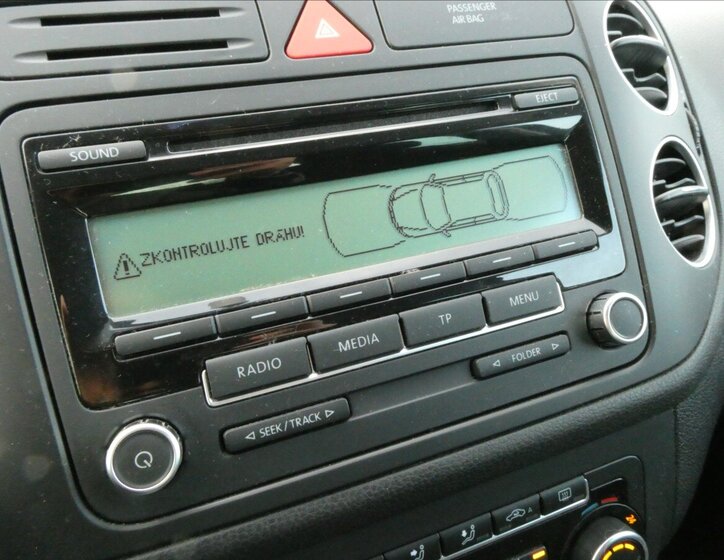 PASSENGER
AIR BAG
EJECT
SOUND
ZKONTROLUJTE DRÁHU!
RADIO
MEDIA
TP
MENU
FOLDER
SEEK / TRACK
A